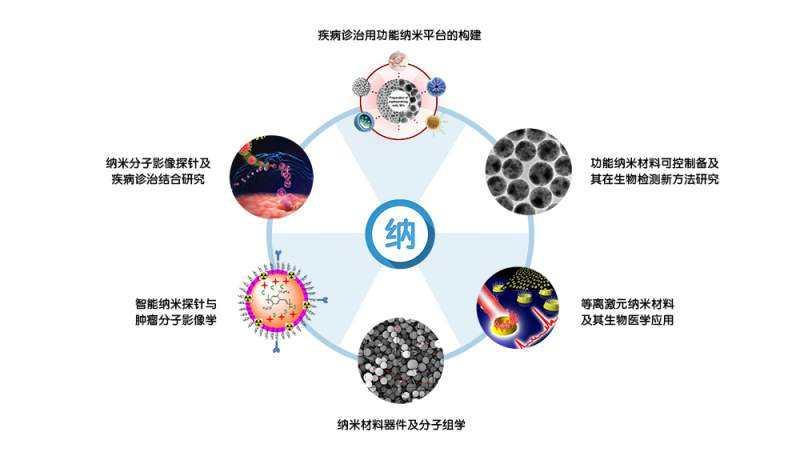 疾病诊治用功能纳米平台的构建
纳米分子影像探针及
疾病诊治结合研究
功能纳米材料可控制备及
其在生物检测新方法研究
纳
智能纳米探针与
肿瘤分子影像学
等离激元纳米材料
及其生物医学应用
纳米材料器件及分子组学